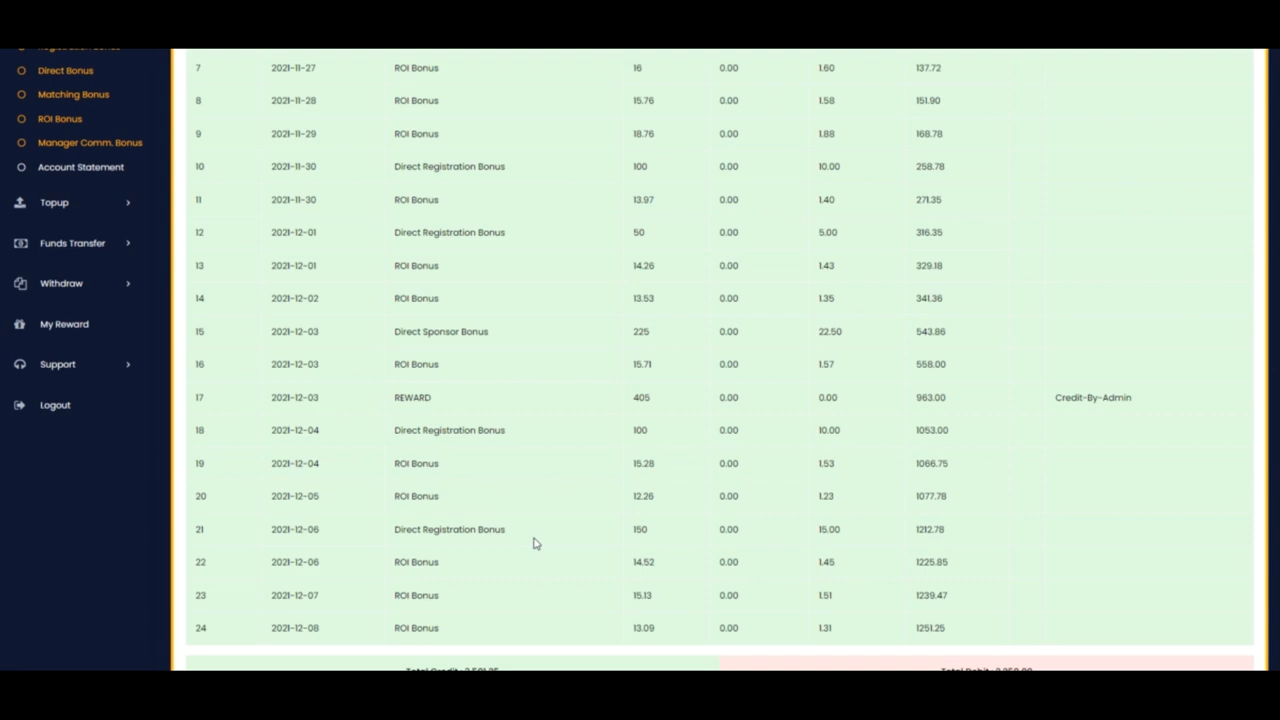 Direct Bonus
Matching Bonus
ROI Bonus
Manager Comm. Bonus
Account Statement
Topup
Funds Transfer
Withdraw
My Reward
Support
Logout
7 2021-11-27 ROI Bonus 16 0.00 1.60 137.72
8 2021-11-28 ROI Bonus 15.76 0.00 1.58 151.90
9 2021-11-29 ROI Bonus 18.76 0.00 1.88 168.78
10 2021-11-30 Direct Registration Bonus 100 0.00 10.00 258.78
11 2021-11-30 ROI Bonus 13.97 0.00 1.40 271.35
12 2021-12-01 Direct Registration Bonus 50 0.00 5.00 316.35
13 2021-12-01 ROI Bonus 14.26 0.00 1.43 329.18
14 2021-12-02 ROI Bonus 13.53 0.00 1.35 341.36
15 2021-12-03 Direct Sponsor Bonus 225 0.00 22.50 543.86
16 2021-12-03 ROI Bonus 15.71 0.00 1.57 558.00
17 2021-12-03 REWARD 405 0.00 0.00 963.00 Credit-By-Admin
18 2021-12-04 Direct Registration Bonus 100 0.00 10.00 1053.00
19 2021-12-04 ROI Bonus 15.28 0.00 1.53 1066.75
20 2021-12-05 ROI Bonus 12.26 0.00 1.23 1077.78
21 2021-12-06 Direct Registration Bonus 150 0.00 15.00 1212.78
22 2021-12-06 ROI Bonus 14.52 0.00 1.45 1225.85
23 2021-12-07 ROI Bonus 15.13 0.00 1.51 1239.47
24 2021-12-08 ROI Bonus 13.09 0.00 1.31 1251.25